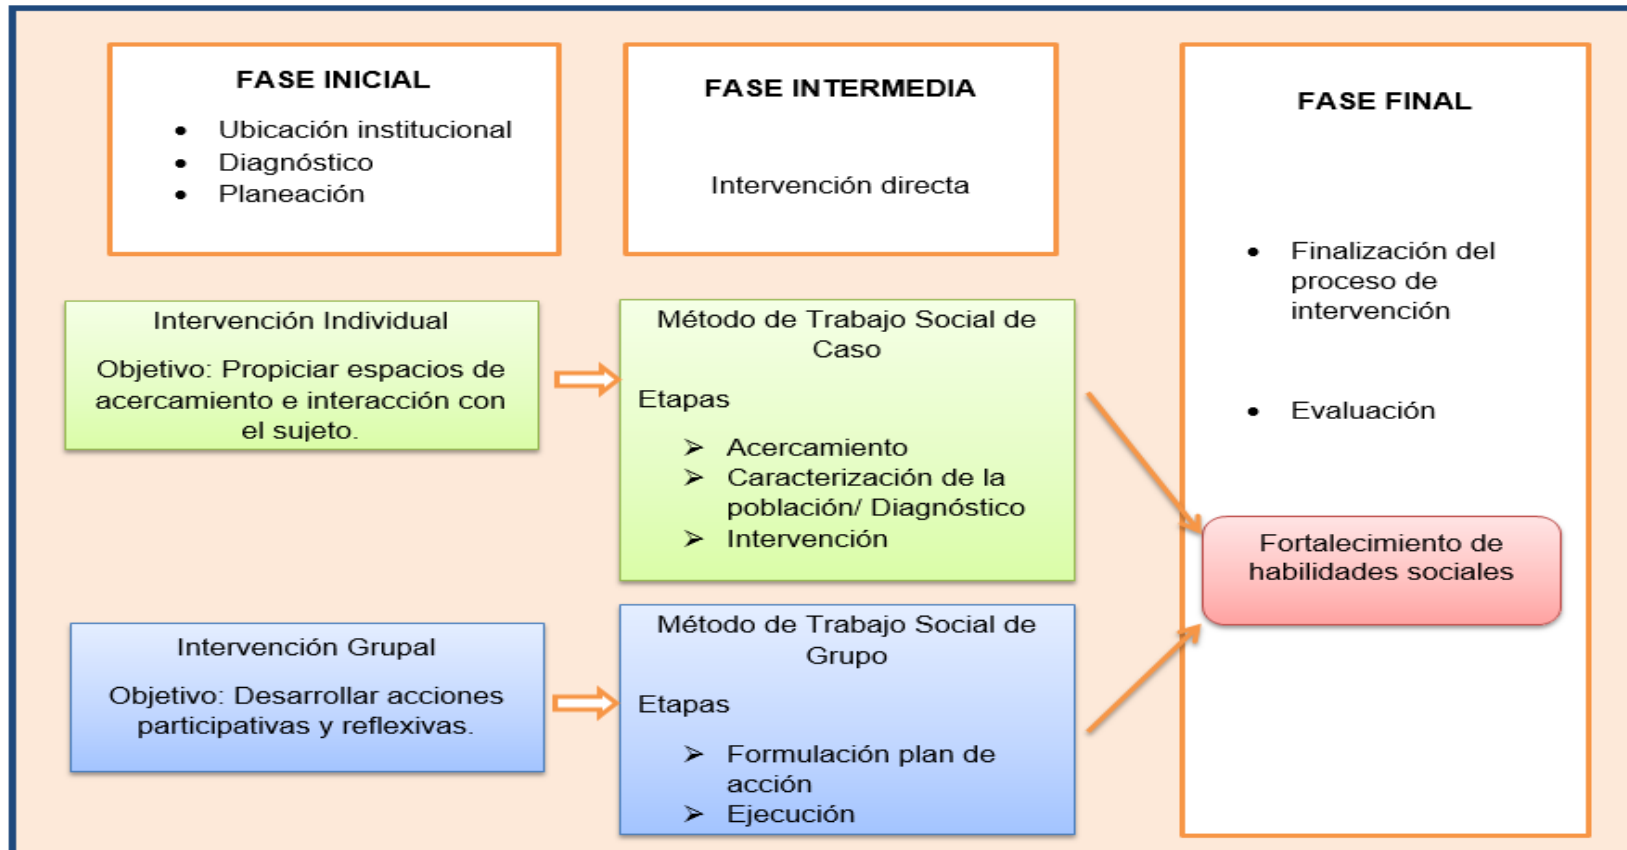 FASE INICIAL
• Ubicación institucional
• Diagnóstico
• Planeación
FASE INTERMEDIA
Intervención directa
FASE FINAL
• Finalización del
proceso de
intervención
• Evaluación
Intervención Individual
Objetivo: Propiciar espacios de
acercamiento e interacción con
el sujeto.
Método de Trabajo Social de
Caso
Etapas
➢ Acercamiento
➢ Caracterización de la
población/ Diagnóstico
➢ Intervención
Fortalecimiento de
habilidades sociales
Intervención Grupal
Objetivo: Desarrollar acciones
participativas y reflexivas.
Método de Trabajo Social de
Grupo
Etapas
➢ Formulación plan de
acción
➢ Ejecución